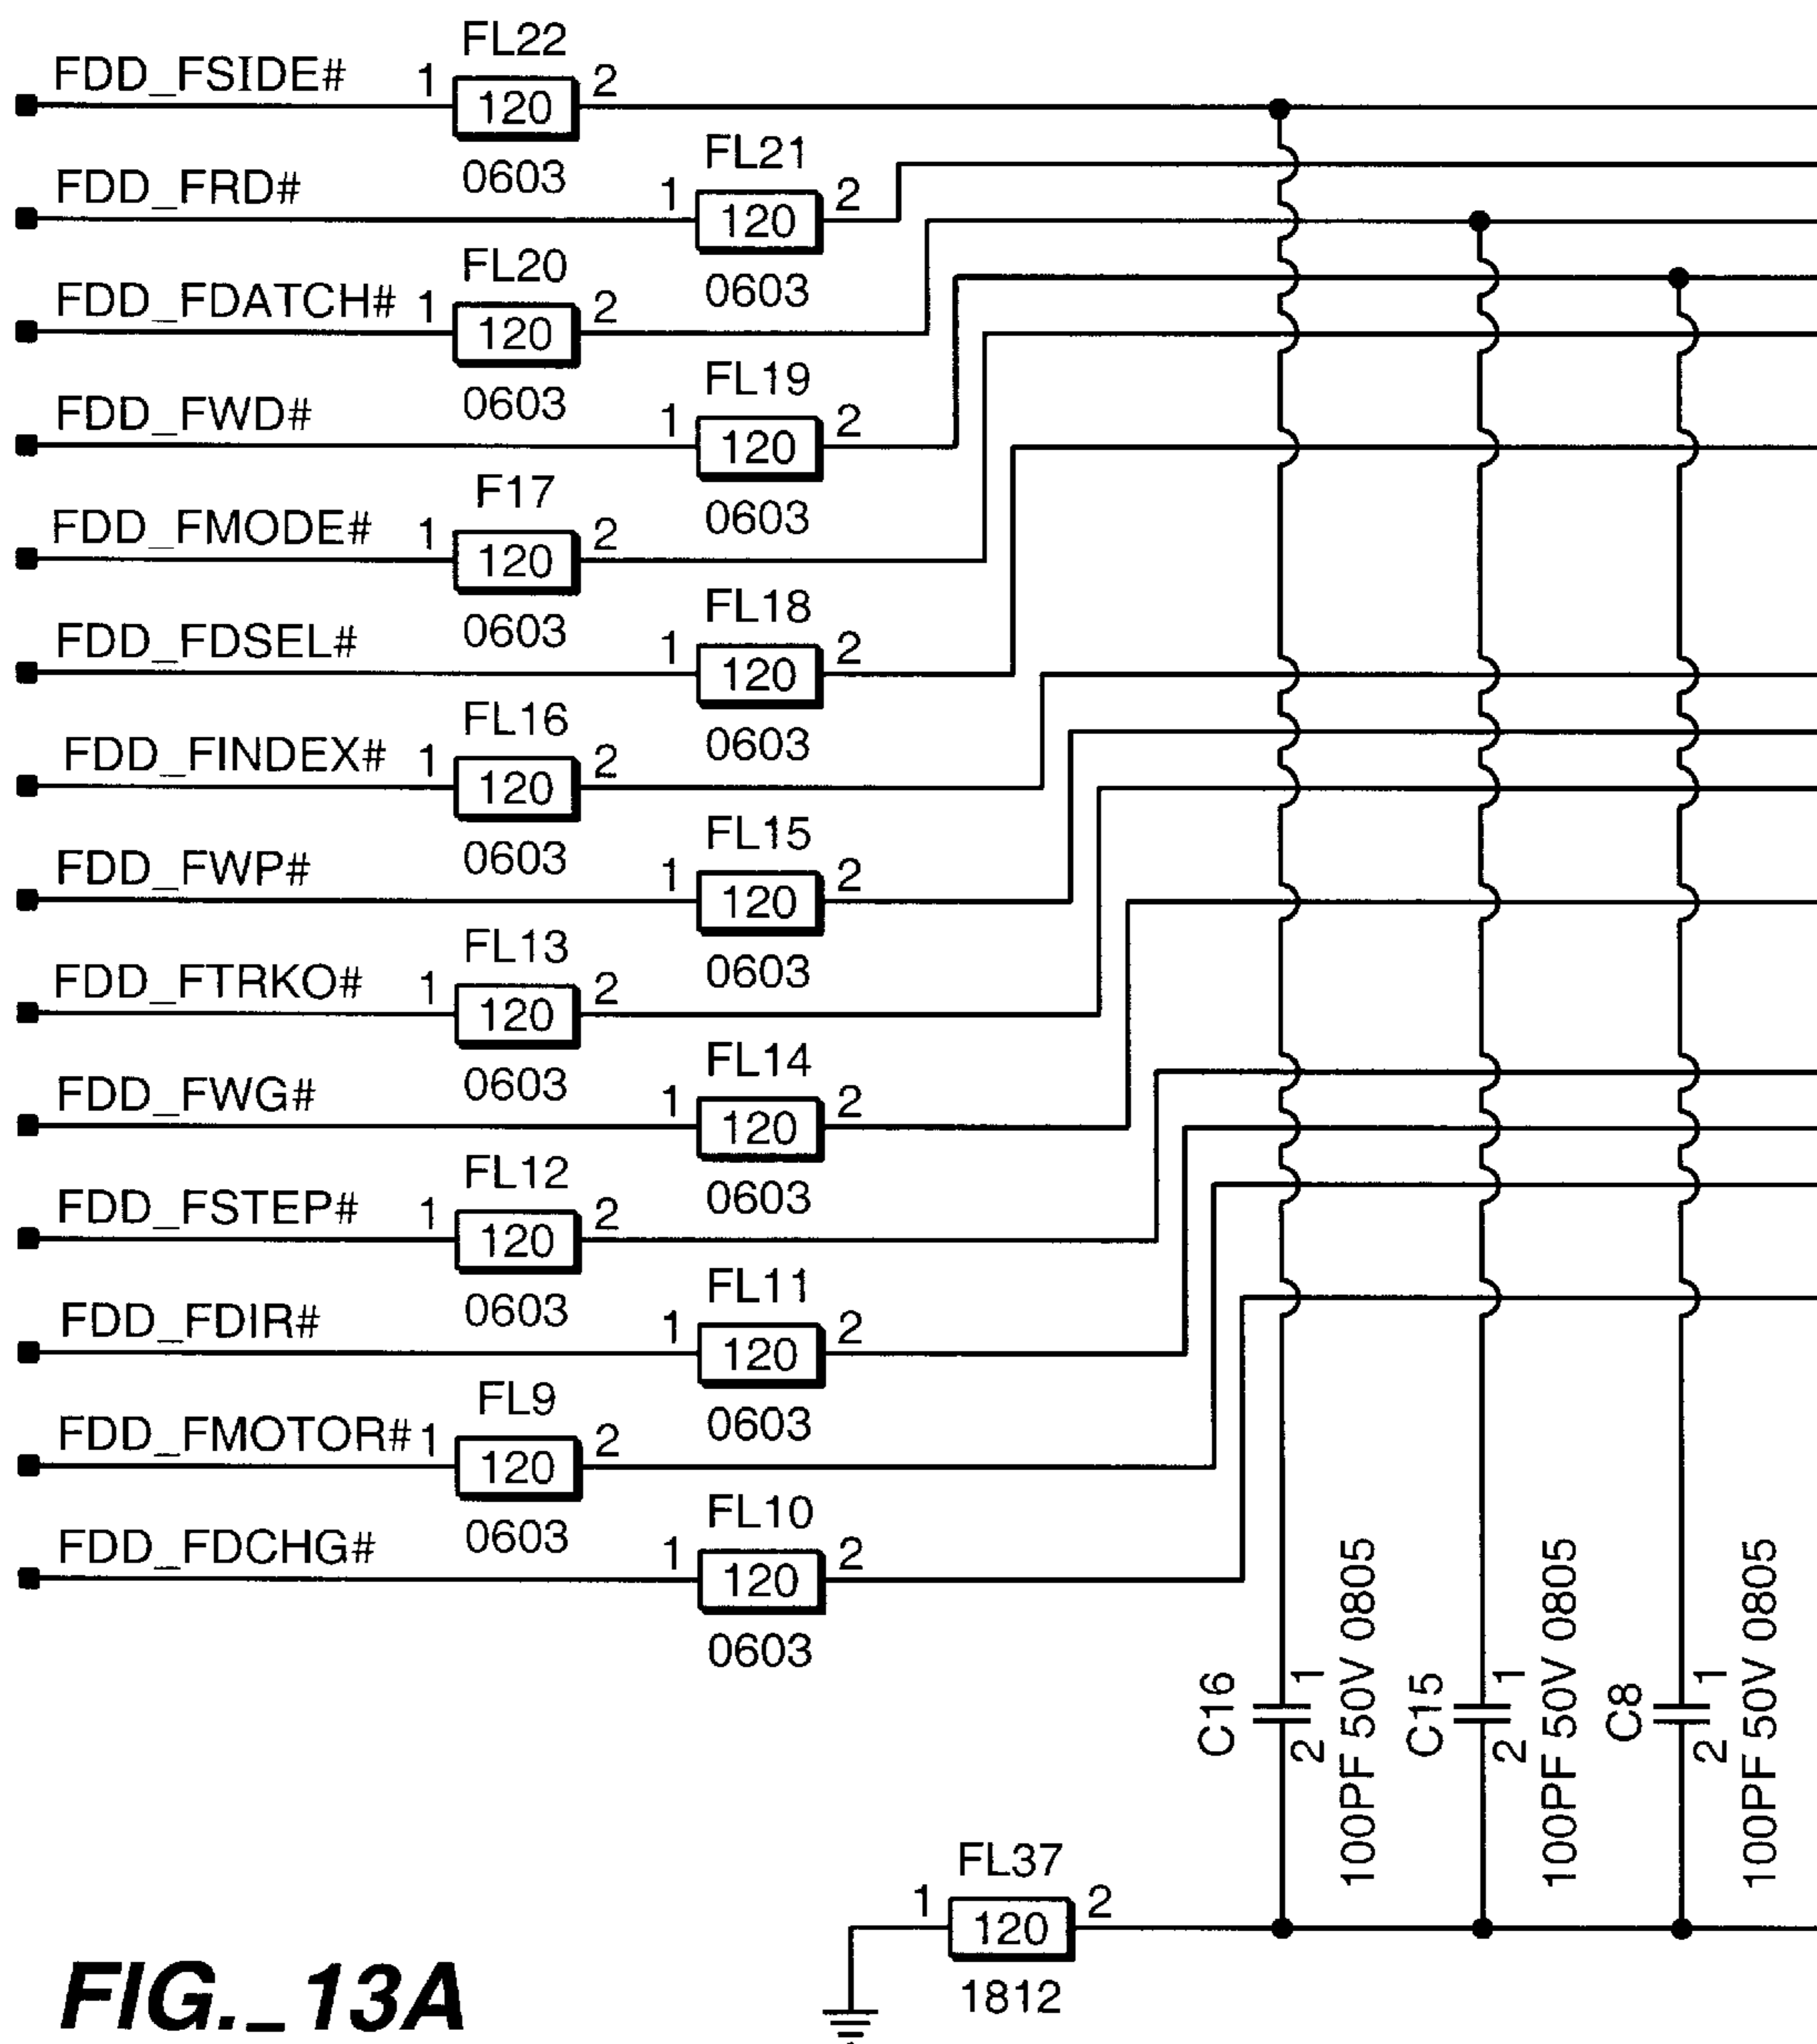 FL22
FDD_FSIDE# 1 120 2
0603
FL21
FDD_FRD# 1 120 2
0603
FL20
FDD_FDATCH# 1 120 2
0603
FL19
FDD_FWD# 1 120 2
0603
F17
FDD_FMODE# 1 120 2
0603
FL18
FDD_FDSEL# 1 120 2
0603
FL16
FDD_FINDEX# 1 120 2
0603
FL15
FDD_FWP# 1 120 2
0603
FL13
FDD_FTRKO# 1 120 2
0603
FL14
FDD_FWG# 1 120 2
0603
FL12
FDD_FSTEP# 1 120 2
0603
FL11
FDD_FDIR# 1 120 2
0603
FL9
FDD_FMOTOR# 1 120 2
0603
FL10
FDD_FDCHG# 1 120 2
0603
C16
2 1
100PF 50V 0805
C15
2 1
100PF 50V 0805
C8
2 1
100PF 50V 0805
FL37
1 120 2
1812
FIG._13A